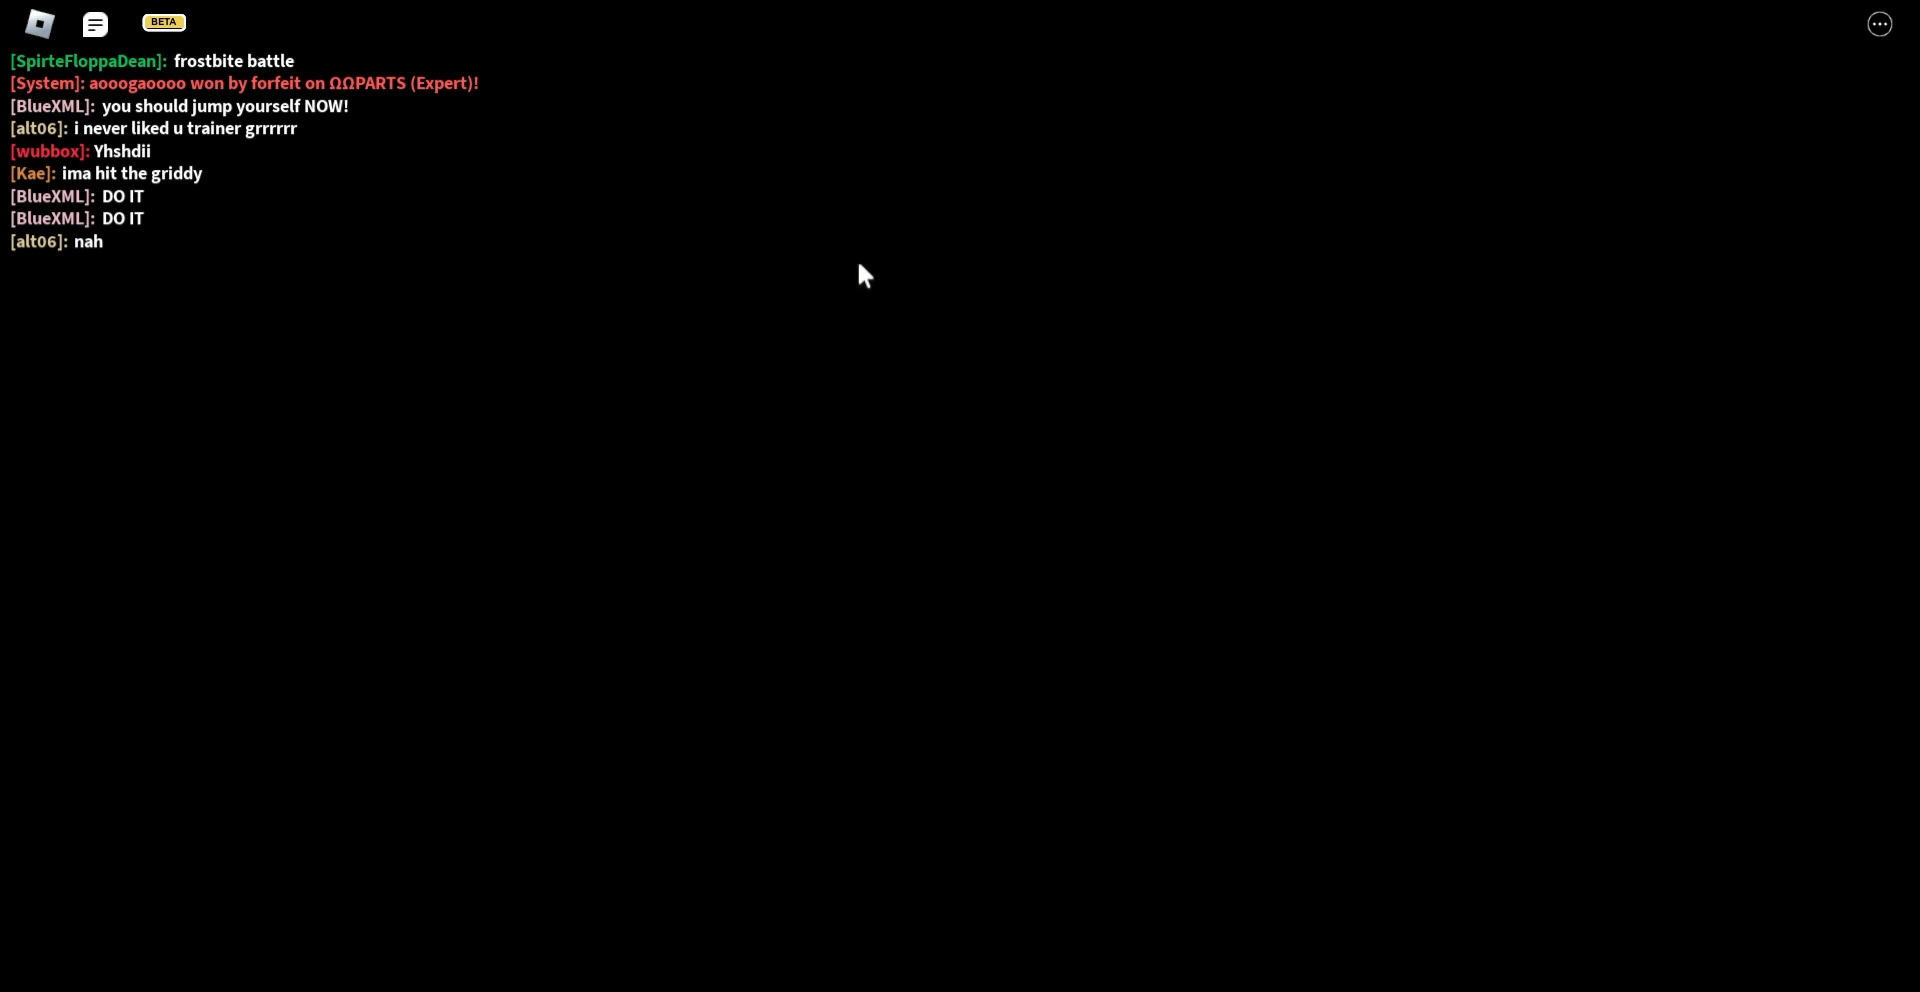 BETA
[SpirteFloppaDean]: frostbite battle
[System]: aooogaoooo won by forfeit on ΩΩPARTS (Expert)!
[BlueXML]: you should jump yourself NOW!
[alt06]: i never liked u trainer grrrrrr
[wubbox]: Yhshdii
[Kae]: ima hit the griddy
[BlueXML]: DO IT
[BlueXML]: DO IT
[alt06]: nah